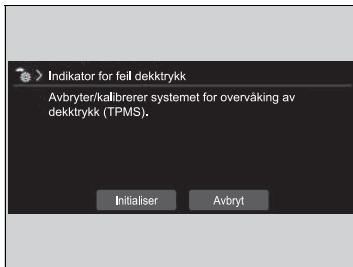 Indikator for feil dekktrykk
Avbryter/kalibrerer systemet for overvåking av
dekktrykk (TPMS).
Initialiser
Avbryt